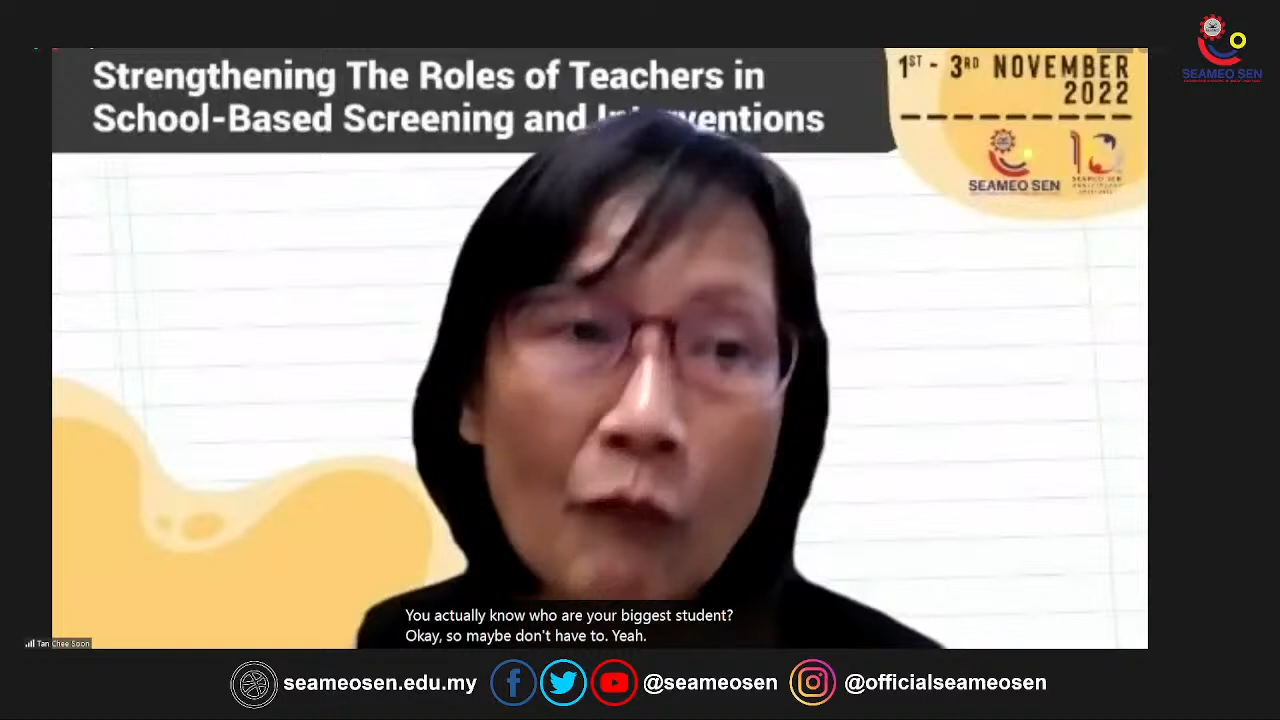 SEAMEO SEN
Strengthening The Roles of Teachers in
School-Based Screening and In ventions
1ST - 3RD NOVEMBER
2022
SEAMEO SEN
You actually know who are your biggest student?
Okay, so maybe don't have to. Yeah.
Tan Chee Soon
seameosen.edu.my
@seameosen
@officialseameosen